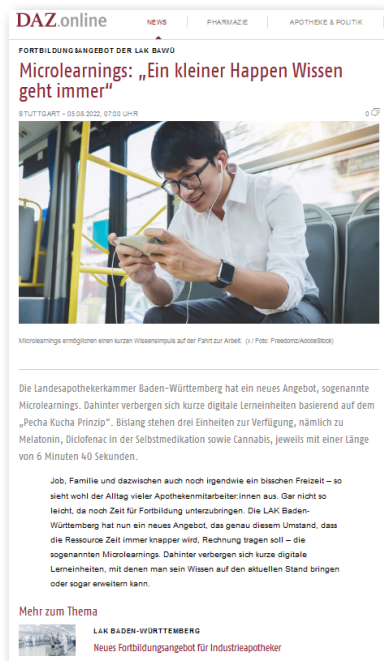 DAZ.online
NEWS
PHARMAZIE
APOTHEKE & POLITIK
FORTBILDUNGSANGEBOT DER LAK BAWÜ
Microlearnings: „Ein kleiner Happen Wissen
geht immer“
STUTTGART - 05.08.2022, 07:00 UHR
0
Microlearnings ermöglichen einen kurzen Wissensimpuls auf der Fahrt zur Arbeit. (s / Foto: Freedomz/AdobeStock)
Die Landesapothekerkammer Baden-Württemberg hat ein neues Angebot, sogenannte
Microlearnings. Dahinter verbergen sich kurze digitale Lerneinheiten basierend auf dem
„Pecha Kucha Prinzip“. Bislang stehen drei Einheiten zur Verfügung, nämlich zu
Melatonin, Diclofenac in der Selbstmedikation sowie Cannabis, jeweils mit einer Länge
von 6 Minuten 40 Sekunden.
Job, Familie und dazwischen auch noch irgendwie ein bisschen Freizeit – so
sieht wohl der Alltag vieler Apothekenmitarbeiter:innen aus. Gar nicht so
leicht, da noch Zeit für Fortbildung unterzubringen. Die LAK Baden-
Württemberg hat nun ein neues Angebot, das genau diesem Umstand, dass
die Ressource Zeit immer knapper wird, Rechnung tragen soll – die
sogenannten Microlearnings. Dahinter verbergen sich kurze digitale
Lerneinheiten, mit denen man sein Wissen auf den aktuellen Stand bringen
oder sogar erweitern kann.
Mehr zum Thema
LAK BADEN-WÜRTTEMBERG
Neues Fortbildungsangebot für Industrieapotheker